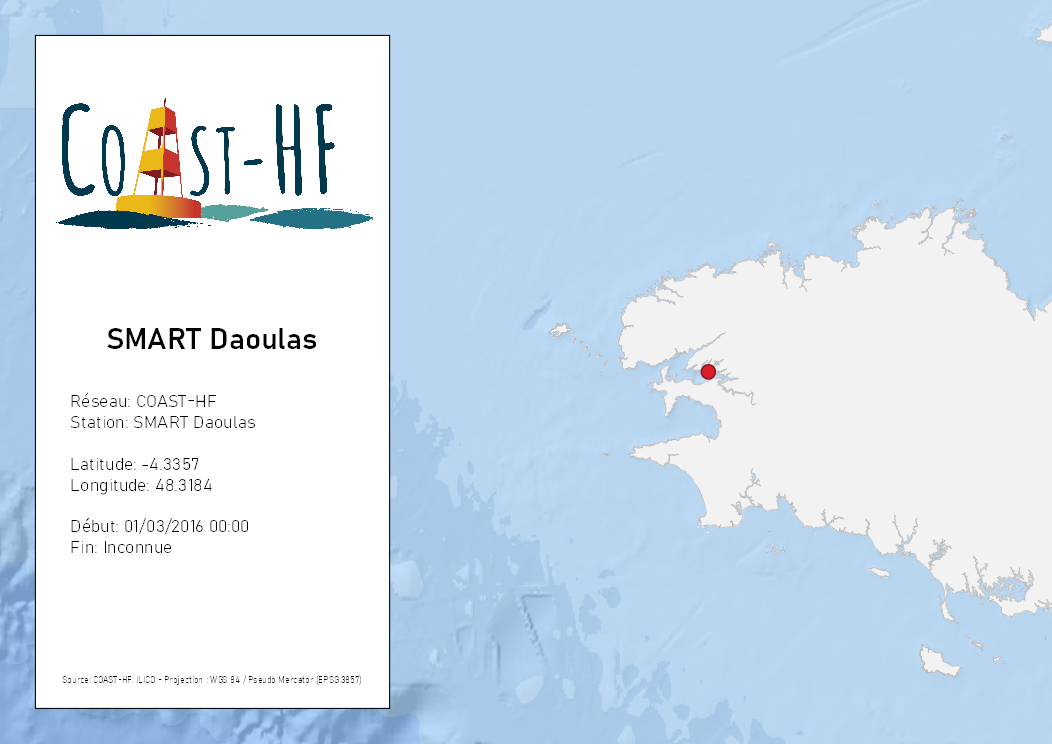 COAST-HF
SMART Daoulas
Réseau: COAST-HF
Station: SMART Daoulas
Latitude: -4.3357
Longitude: 48.3184
Début: 01/03/2016 00:00
Fin: Inconnue
Source: COAST-HF, ILICO - Projection : WGS 84 / Pseudo Mercator (EPSG:3857)